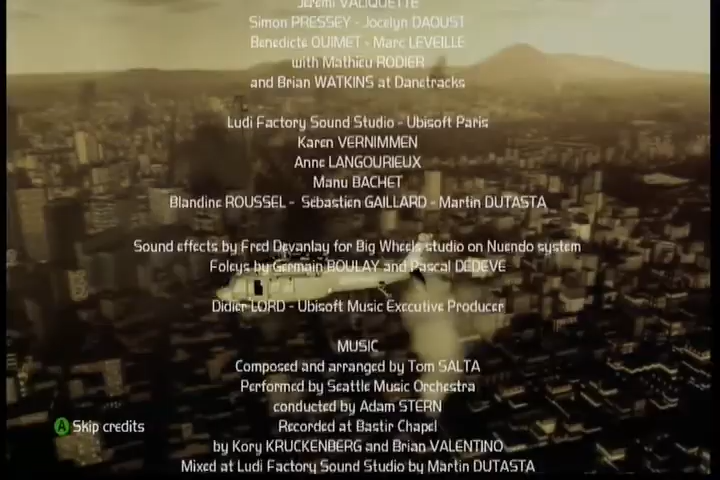 Jeremi VALIQUETTE
Simon PRESSEY - Jocelyn DAOUST
Benedicte OUIMET - Marc LEVEILLE
with Mathieu RODIER
and Brian WATKINS at Danetracks
Ludi Factory Sound Studio - Ubisoft Paris
Karen VERNIMMEN
Anne LANGOURIEUX
Manu BACHET
Blandine ROUSSEL - Sebastien GAILLARD - Martin DUTASTA
Sound effects by Fred Devanlay for Big Wheels studio on Nuendo system
Foleys by Germain BOULAY and Pascal DEDEVE
Didier LORD - Ubisoft Music Executive Producer
MUSIC
Composed and arranged by Tom SALTA
Performed by Seattle Music Orchestra
conducted by Adam STERN
A Skip credits
Recorded at Bastir Chapel
by Kory KRUCKENBERG and Brian VALENTINO
Mixed at Ludi Factory Sound Studio by Martin DUTASTA